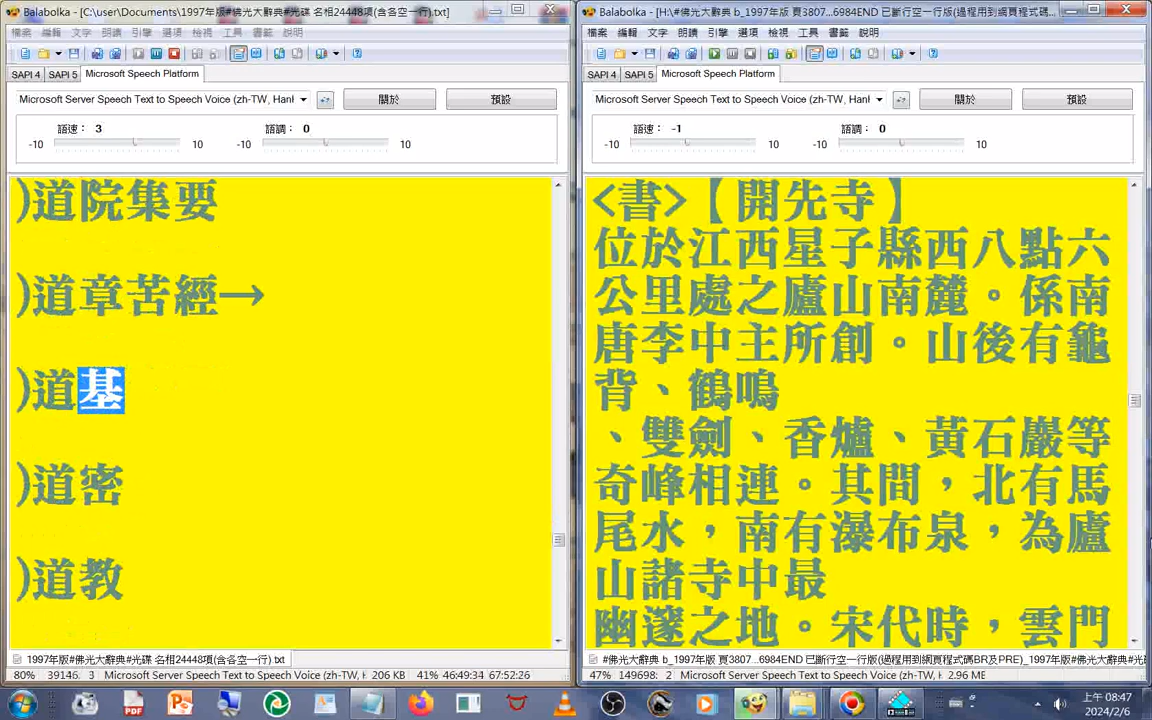 Balabolka - [C:\user\Documents\1997年版#佛光大辭典#光碟 名相24448項(含各空一行).txt]
檔案 編輯 文字 朗讀 引擎 選項 檢視 工具 書籤 說明
SAPI 4 SAPI 5 Microsoft Speech Platform
Microsoft Server Speech Text to Speech Voice (zh-TW, Hanl 關於 預設
語速： 3 語調： 0
-10 10 -10 10
)道院集要
)道章苦經→
)道基
)道密
)道教
1997年版#佛光大辭典#光碟 名相24448項(含各空一行).txt
80% 39146: 3 Microsoft Server Speech Text to Speech Voice (zh-TW, H 206 KB 41% 46:49:34 67:52:26
Balabolka - [H:\#佛光大辭典 b_1997年版 頁3807...6984END 已斷行空一行版(過程用到網頁程式碼...
檔案 編輯 文字 朗讀 引擎 選項 檢視 工具 書籤 說明
SAPI 4 SAPI 5 Microsoft Speech Platform
Microsoft Server Speech Text to Speech Voice (zh-TW, Hanl 關於 預設
語速： -1 語調： 0
-10 10 -10 10
<書>【開先寺】
位於江西星子縣西八點六
公里處之廬山南麓。係南
唐李中主所創。山後有龜
背、鶴鳴
、雙劍、香爐、黃石巖等
奇峰相連。其間，北有馬
尾水，南有瀑布泉，為廬
山諸寺中最
幽邃之地。宋代時，雲門
#佛光大辭典 b_1997年版 頁3807...6984END 已斷行空一行版(過程用到網頁程式碼BR及PRE)_1997年版#佛光大辭典#光
47% 149698: 2 Microsoft Server Speech Text to Speech Voice (zh-TW, H 2.96 MB
上午 08:47
2024/2/6